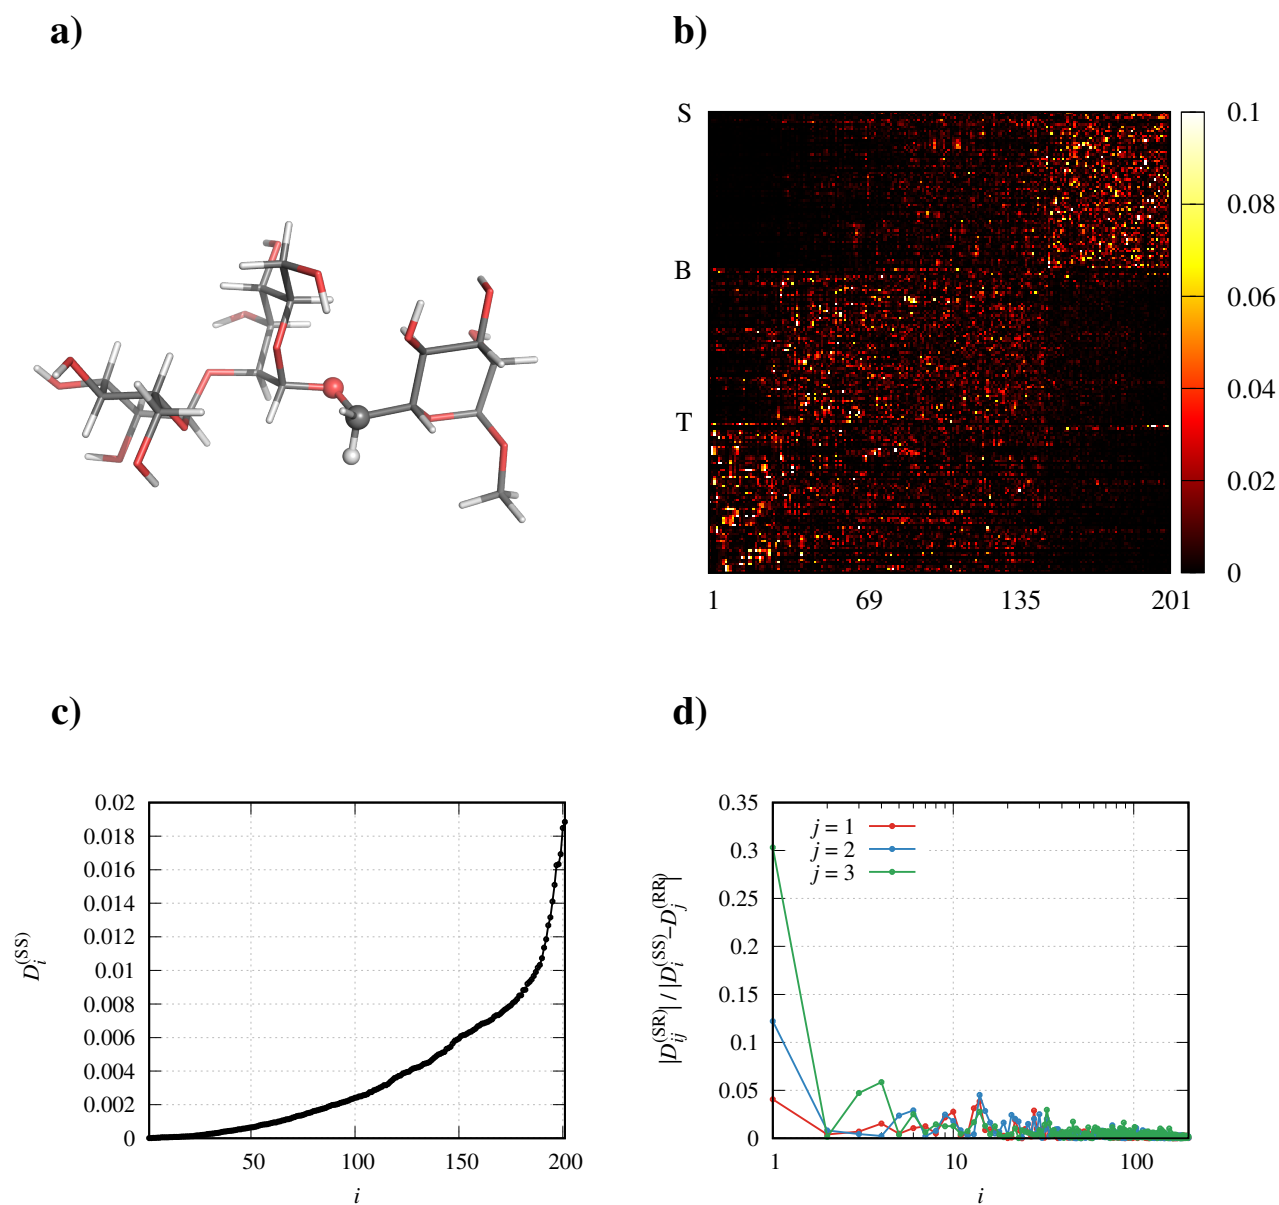 a)
b)
S
B
T
0.1
0.08
0.06
0.04
0.02
0
1 69 135 201
c)
d)
0.02
0.018
0.016
0.014
0.012
0.01
0.008
0.006
0.004
0.002
0
50 100 150 200
i
D_i^(SS)
0.35
0.3
0.25
0.2
0.15
0.1
0.05
0
1 10 100
i
|D_ij^(SR)| / |D_i^(SS)–D_j^(RR)|
j = 1
j = 2
j = 3